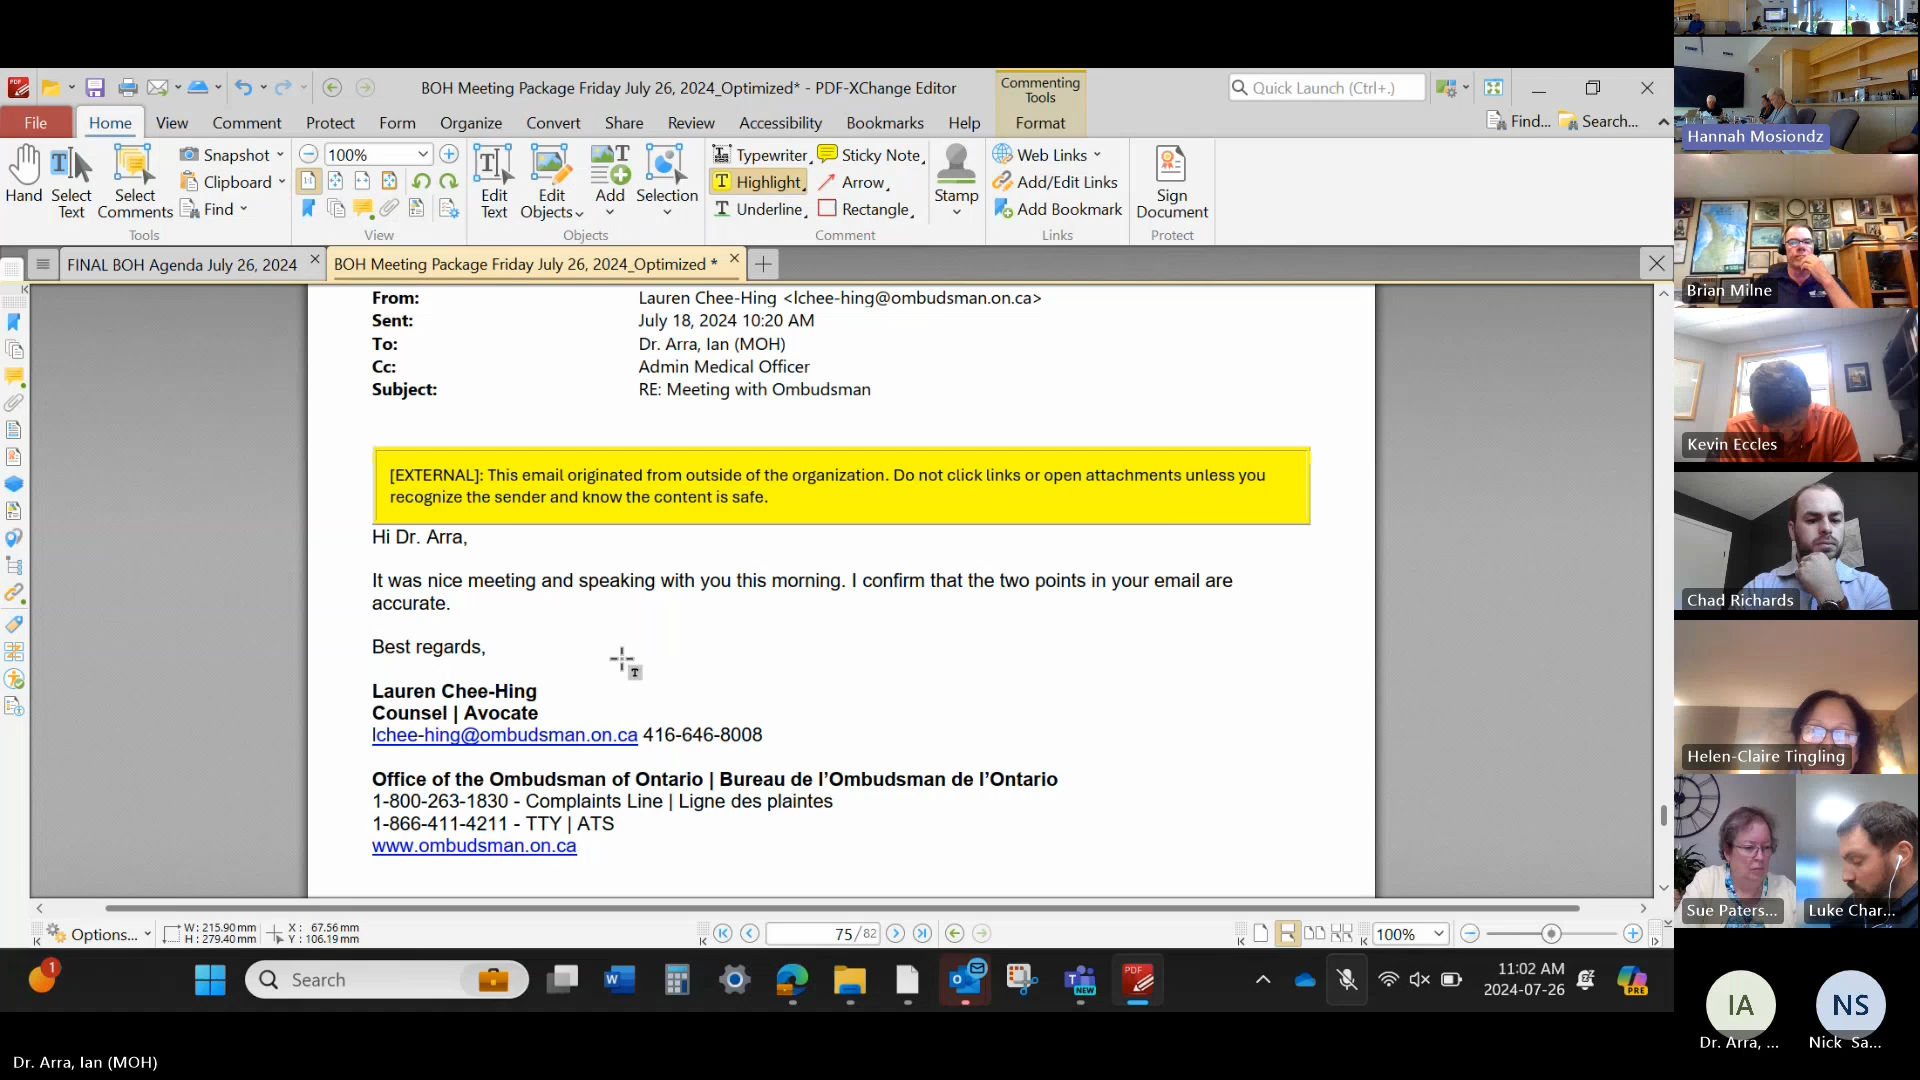 BOH Meeting Package Friday July 26, 2024_Optimized* - PDF-XChange Editor
Commenting Tools
Quick Launch (Ctrl+.)
File Home View Comment Protect Form Organize Convert Share Review Accessibility Bookmarks Help Format
Find... Search...
Hand
Select Text
Select Comments
Snapshot
Clipboard
Find
Tools
100%
View
Edit Text
Edit Objects
Add
Selection
Objects
Typewriter
Highlight
Underline
Sticky Note
Arrow
Rectangle
Stamp
Comment
Web Links
Add/Edit Links
Add Bookmark
Links
Sign Document
Protect
FINAL BOH Agenda July 26, 2024
BOH Meeting Package Friday July 26, 2024_Optimized *
From: Lauren Chee-Hing <lchee-hing@ombudsman.on.ca>
Sent: July 18, 2024 10:20 AM
To: Dr. Arra, Ian (MOH)
Cc: Admin Medical Officer
Subject: RE: Meeting with Ombudsman
[EXTERNAL]: This email originated from outside of the organization. Do not click links or open attachments unless you
recognize the sender and know the content is safe.
Hi Dr. Arra,
It was nice meeting and speaking with you this morning. I confirm that the two points in your email are
accurate.
Best regards,
Lauren Chee-Hing
Counsel | Avocate
lchee-hing@ombudsman.on.ca 416-646-8008
Office of the Ombudsman of Ontario | Bureau de l’Ombudsman de l’Ontario
1-800-263-1830 - Complaints Line | Ligne des plaintes
1-866-411-4211 - TTY | ATS
www.ombudsman.on.ca
Options...
W: 215.90 mm
H: 279.40 mm
X: 67.56 mm
Y: 106.19 mm
75/82
100%
1
Search
NEW
PDF
11:02 AM
2024-07-26
PRE
Dr. Arra, Ian (MOH)
Hannah Mosiondz
Brian Milne
Kevin Eccles
Chad Richards
Helen-Claire Tingling
Sue Paters...
Luke Char...
IA
Dr. Arra, ...
NS
Nick Sa...